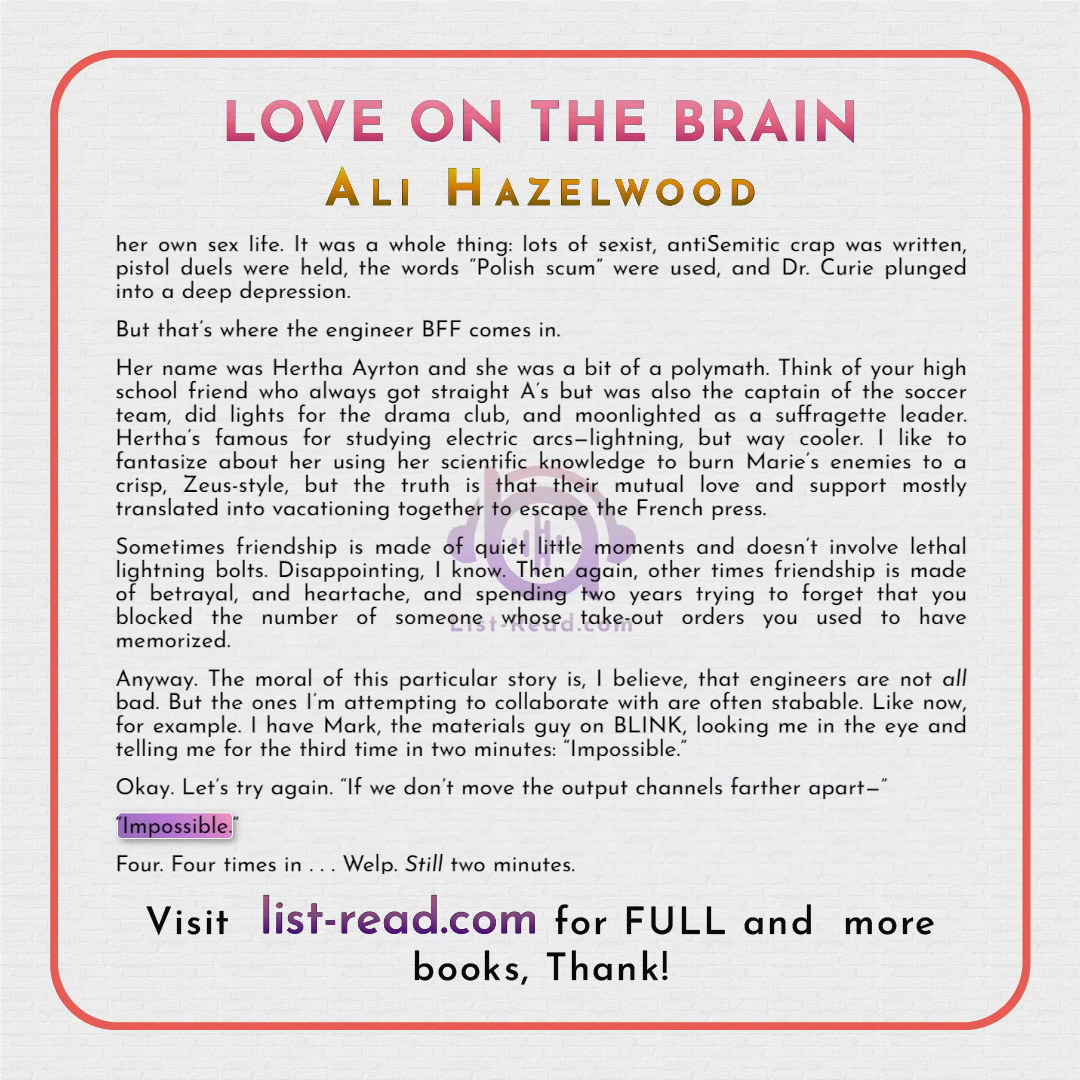 LOVE ON THE BRAIN
ALI HAZELWOOD
her own sex life. It was a whole thing: lots of sexist, antiSemitic crap was written,
pistol duels were held, the words “Polish scum” were used, and Dr. Curie plunged
into a deep depression.
But that’s where the engineer BFF comes in.
Her name was Hertha Ayrton and she was a bit of a polymath. Think of your high
school friend who always got straight A’s but was also the captain of the soccer
team, did lights for the drama club, and moonlighted as a suffragette leader.
Hertha’s famous for studying electric arcs—lightning, but way cooler. I like to
fantasize about her using her scientific knowledge to burn Marie’s enemies to a
crisp, Zeus-style, but the truth is that their mutual love and support mostly
translated into vacationing together to escape the French press.
Sometimes friendship is made of quiet little moments and doesn’t involve lethal
lightning bolts. Disappointing, I know. Then again, other times friendship is made
of betrayal, and heartache, and spending two years trying to forget that you
blocked the number of someone whose take-out orders you used to have
memorized.
List-Read.com
Anyway. The moral of this particular story is, I believe, that engineers are not all
bad. But the ones I’m attempting to collaborate with are often stabable. Like now,
for example. I have Mark, the materials guy on BLINK, looking me in the eye and
telling me for the third time in two minutes: “Impossible.”
Okay. Let’s try again. “If we don’t move the output channels farther apart—”
“Impossible.”
Four. Four times in . . . Welp. Still two minutes.
Visit list-read.com for FULL and more
books, Thank!